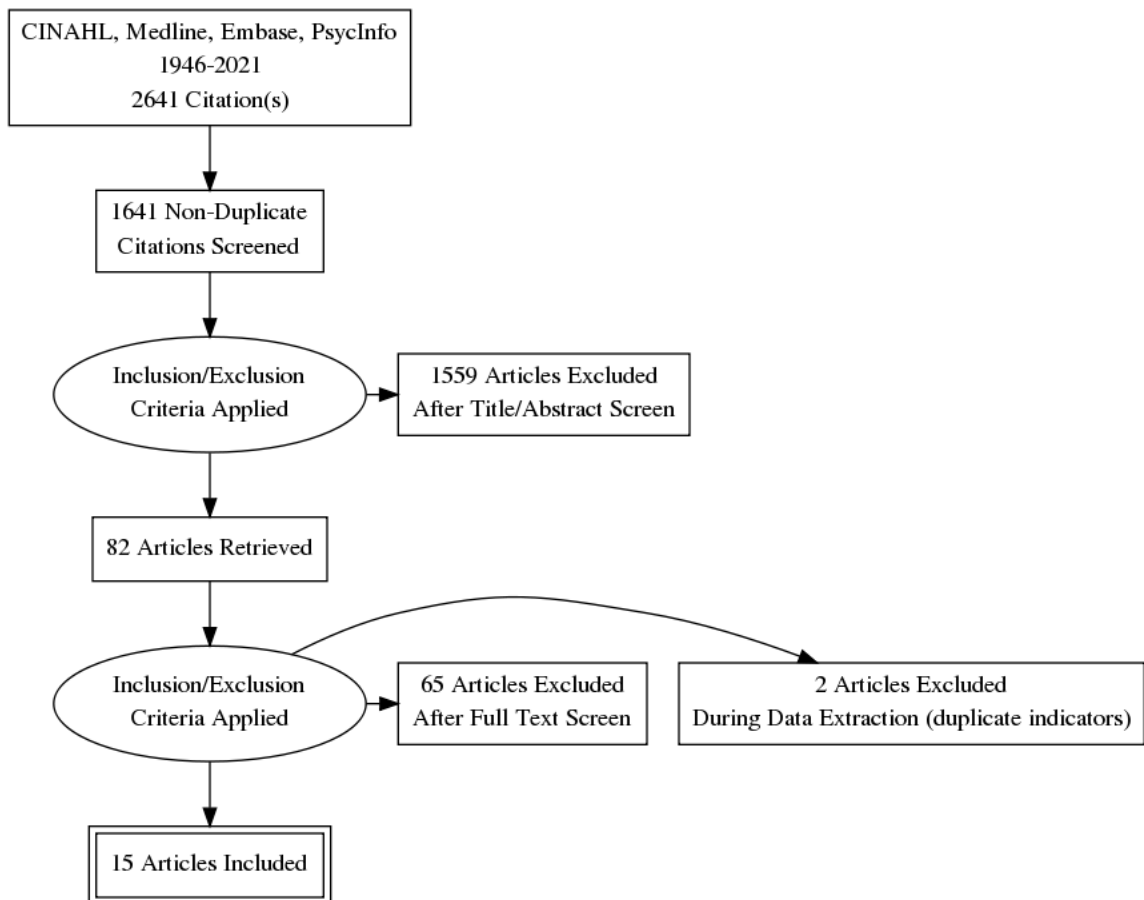 CINAHL, Medline, Embase, PsycInfo
1946-2021
2641 Citation(s)
1641 Non-Duplicate
Citations Screened
Inclusion/Exclusion
Criteria Applied
1559 Articles Excluded
After Title/Abstract Screen
82 Articles Retrieved
Inclusion/Exclusion
Criteria Applied
65 Articles Excluded
After Full Text Screen
2 Articles Excluded
During Data Extraction (duplicate indicators)
15 Articles Included